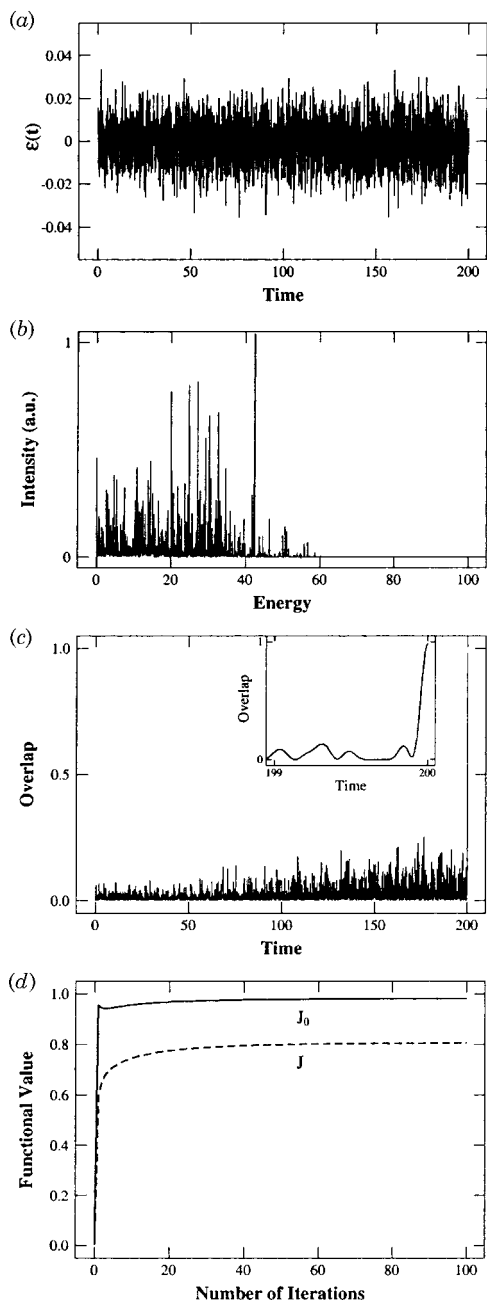 (a)
0.04
0.02
0
-0.02
-0.04
ε(t)
0 50 100 150 200
Time
(b)
1
0
Intensity (a.u.)
0 20 40 60 80 100
Energy
(c)
1.0
0.5
0.0
Overlap
1
0
Overlap
199 200
Time
0 50 100 150 200
Time
(d)
1.0
0.8
0.6
0.4
0.2
0.0
Functional Value
J₀
J
0 20 40 60 80 100
Number of Iterations